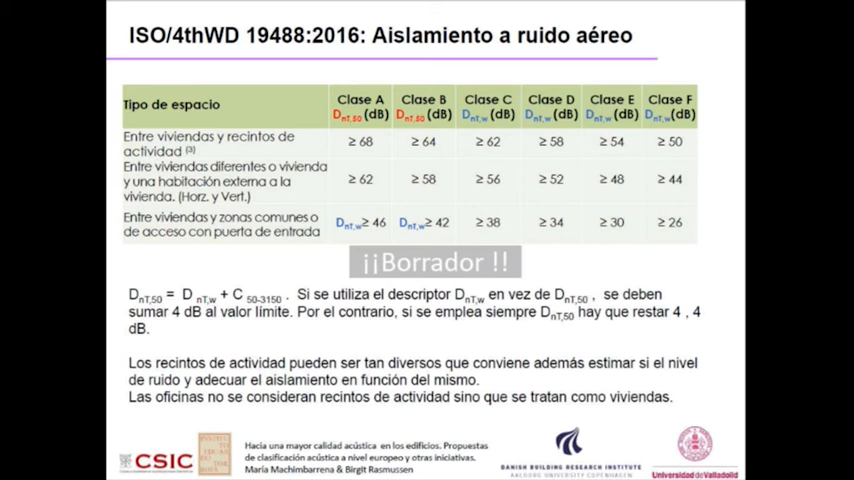 ISO/4thWD 19488:2016: Aislamiento a ruido aéreo
Tipo de espacio Clase A DnT,50 (dB) Clase B DnT,50 (dB) Clase C DnT,w (dB) Clase D DnT,w (dB) Clase E DnT,w (dB) Clase F DnT,w(dB)
Entre viviendas y recintos de actividad (3) ≥ 68 ≥ 64 ≥ 62 ≥ 58 ≥ 54 ≥ 50
Entre viviendas diferentes o vivienda y una habitación externa a la vivienda. (Horz. y Vert.) ≥ 62 ≥ 58 ≥ 56 ≥ 52 ≥ 48 ≥ 44
Entre viviendas y zonas comunes o de acceso con puerta de entrada DnT,w≥ 46 DnT,w≥ 42 ≥ 38 ≥ 34 ≥ 30 ≥ 26
¡¡Borrador !!
DnT,50 = D nT,w + C 50-3150 . Si se utiliza el descriptor DnT,w en vez de DnT,50 , se deben
sumar 4 dB al valor límite. Por el contrario, si se emplea siempre DnT,50 hay que restar 4 , 4
dB.
Los recintos de actividad pueden ser tan diversos que conviene además estimar si el nivel
de ruido y adecuar el aislamiento en función del mismo.
Las oficinas no se consideran recintos de actividad sino que se tratan como viviendas.
CSIC
Hacia una mayor calidad acústica en los edificios. Propuestas
de clasificación acústica a nivel europeo y otras iniciativas.
María Machimbarrena & Birgit Rasmussen
DANISH BUILDING RESEARCH INSTITUTE
AALBORG UNIVERSITY COPENHAGEN
Universidad de Valladolid